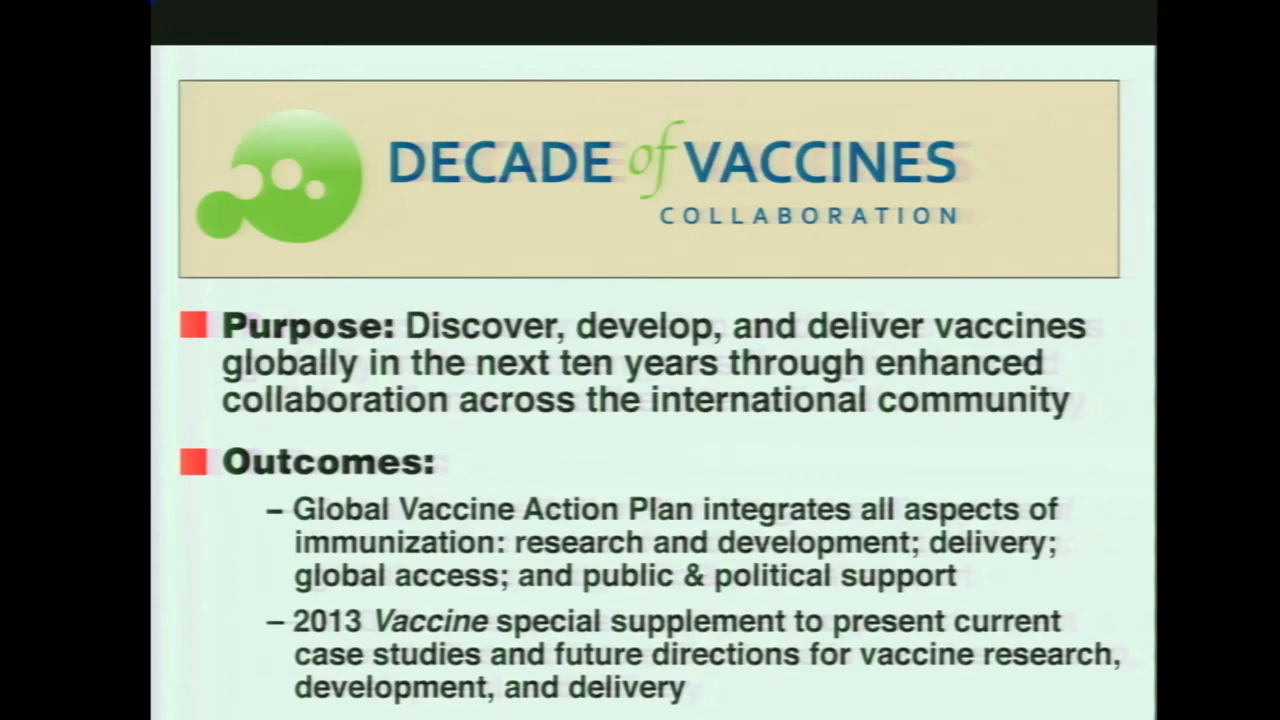 DECADE of VACCINES
COLLABORATION
Purpose: Discover, develop, and deliver vaccines
globally in the next ten years through enhanced
collaboration across the international community
Outcomes:
– Global Vaccine Action Plan integrates all aspects of
immunization: research and development; delivery;
global access; and public & political support
– 2013 Vaccine special supplement to present current
case studies and future directions for vaccine research,
development, and delivery